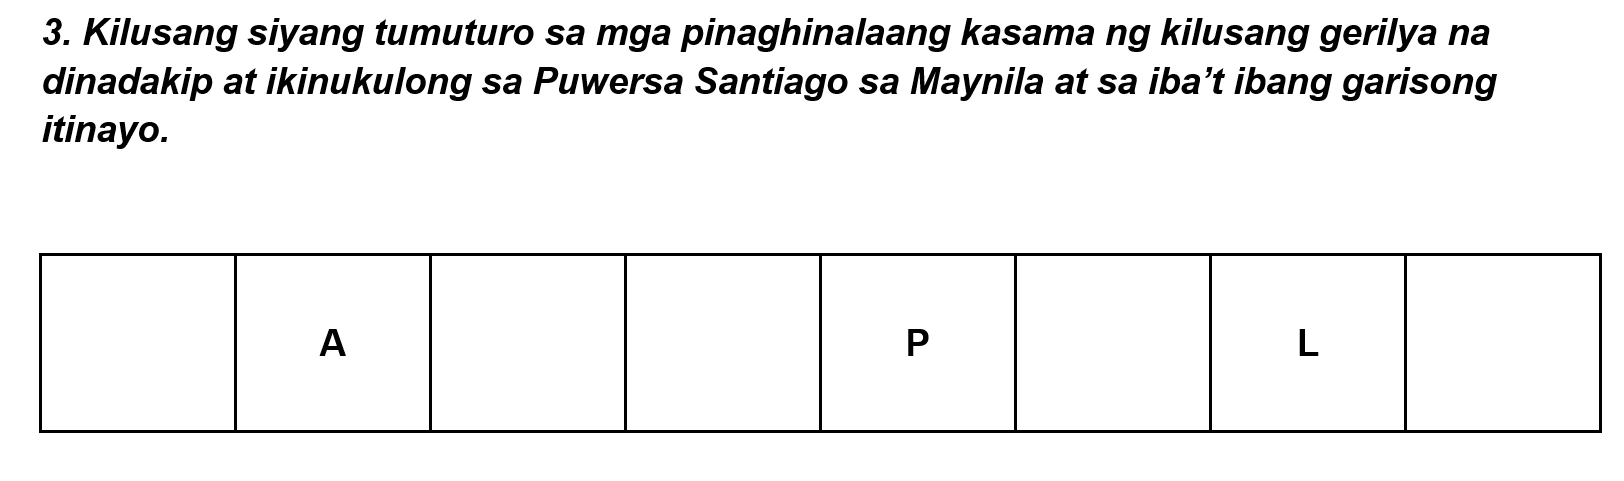 3. Kilusang siyang tumuturo sa mga pinaghinalaang kasama ng kilusang gerilya na
dinadakip at ikinukulong sa Puwersa Santiago sa Maynila at sa iba’t ibang garisong
itinayo.
A P L